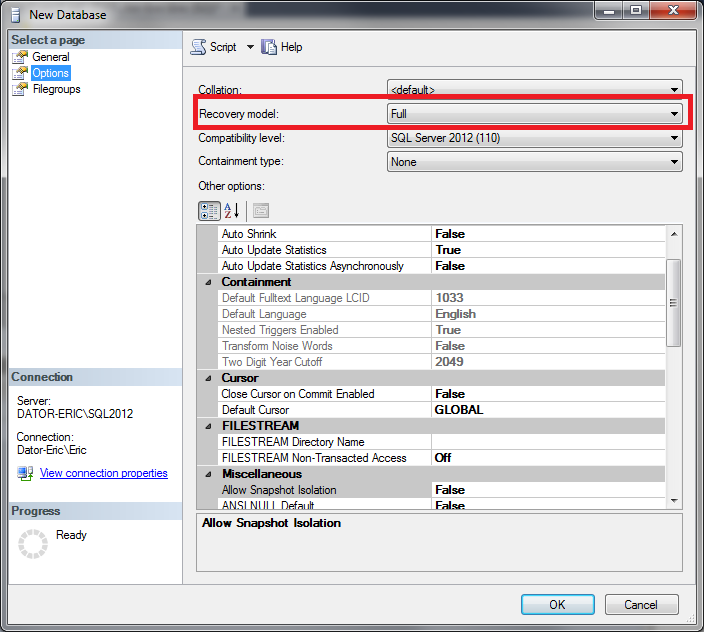 New Database
Select a page
General
Options
Filegroups
Script
Help
Collation: <default>
Recovery model: Full
Compatibility level: SQL Server 2012 (110)
Containment type: None
Other options:
Auto Shrink False
Auto Update Statistics True
Auto Update Statistics Asynchronously False
Containment
Default Fulltext Language LCID 1033
Default Language English
Nested Triggers Enabled True
Transform Noise Words False
Two Digit Year Cutoff 2049
Cursor
Close Cursor on Commit Enabled False
Default Cursor GLOBAL
FILESTREAM
FILESTREAM Directory Name
FILESTREAM Non-Transacted Access Off
Miscellaneous
Allow Snapshot Isolation False
ANSI NULL Default False
Allow Snapshot Isolation
Connection
Server:
DATOR-ERIC\SQL2012
Connection:
Dator-Eric\Eric
View connection properties
Progress
Ready
OK
Cancel